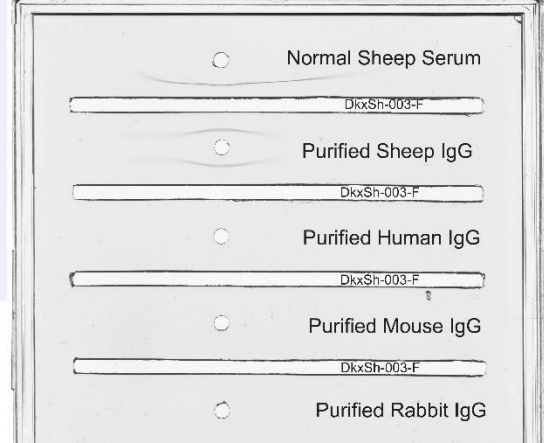 Normal Sheep Serum
DkxSh-003-F
Purified Sheep IgG
DkxSh-003-F
Purified Human IgG
DkxSh-003-F
Purified Mouse IgG
DkxSh-003-F
Purified Rabbit IgG